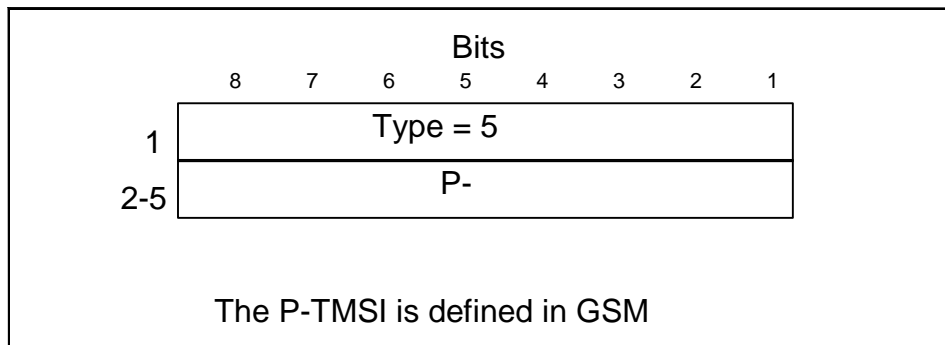 Bits
8 7 6 5 4 3 2 1
1 Type = 5
2-5 P-
The P-TMSI is defined in GSM